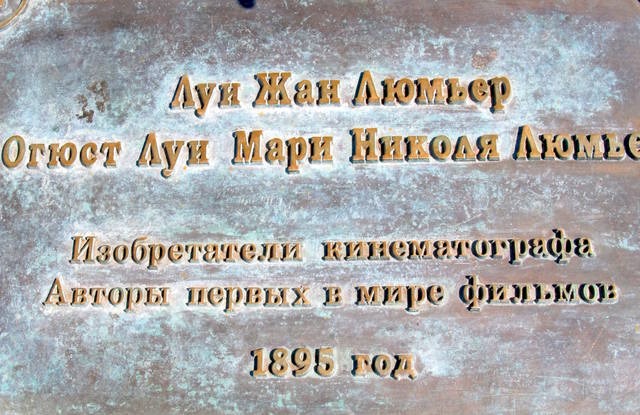 Луи Жан Люмьер
Огюст Луи Мари Николя Люмье
Изобретатели кинематографа
Авторы первых в мире фильмов
1895 год